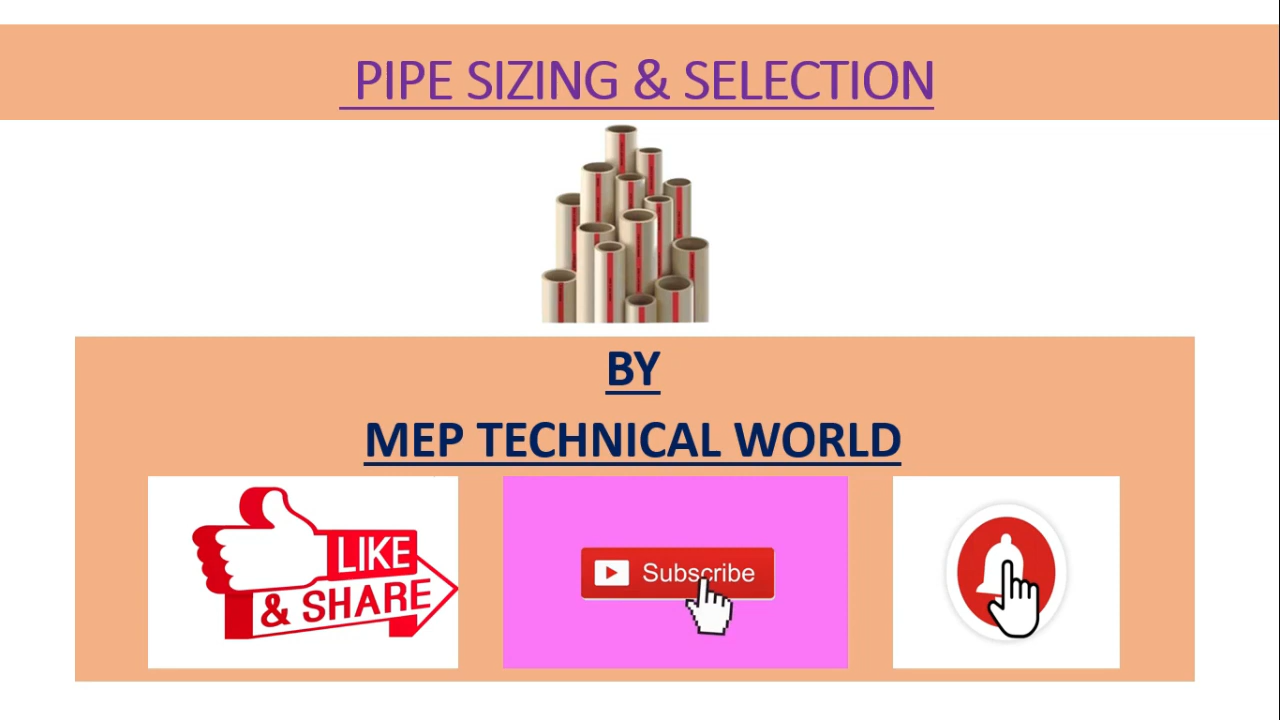 PIPE SIZING & SELECTION
BY
MEP TECHNICAL WORLD
LIKE
& SHARE
Subscribe